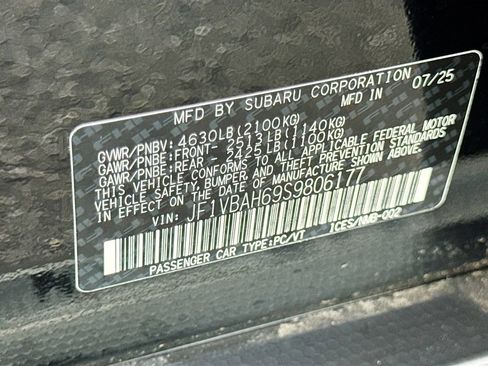 MFD BY SUBARU CORPORATION 07/25
MFD. IN
GVWR/PNBV: 4630LB(2100KG)
GAWR/PNBE:FRONT- 2513LB(1140KG)
GAWR/PNBE:REAR - 2425LB(1100KG)
THIS VEHICLE CONFORMS TO ALL APPLICABLE FEDERAL MOTOR
VEHICLE SAFETY, BUMPER, AND THEFT PREVENTION STANDARDS
IN EFFECT ON THE DATE OF MANUFACTURE SHOWN ABOVE
VIN: JF1VBAH69S9806177
PASSENGER CAR TYPE:PC/VT ICES/NMB-002